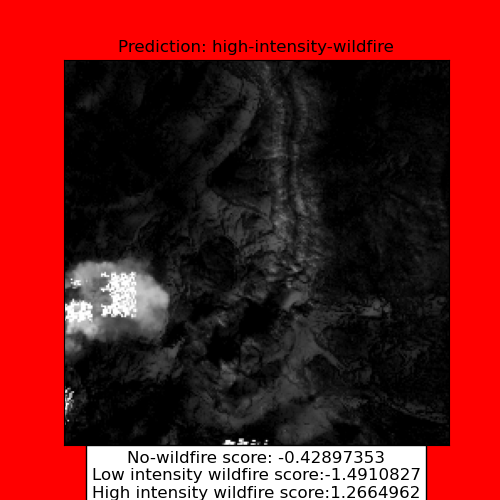 Prediction: high-intensity-wildfire
No-wildfire score: -0.42897353
Low intensity wildfire score:-1.4910827
High intensity wildfire score:1.2664962